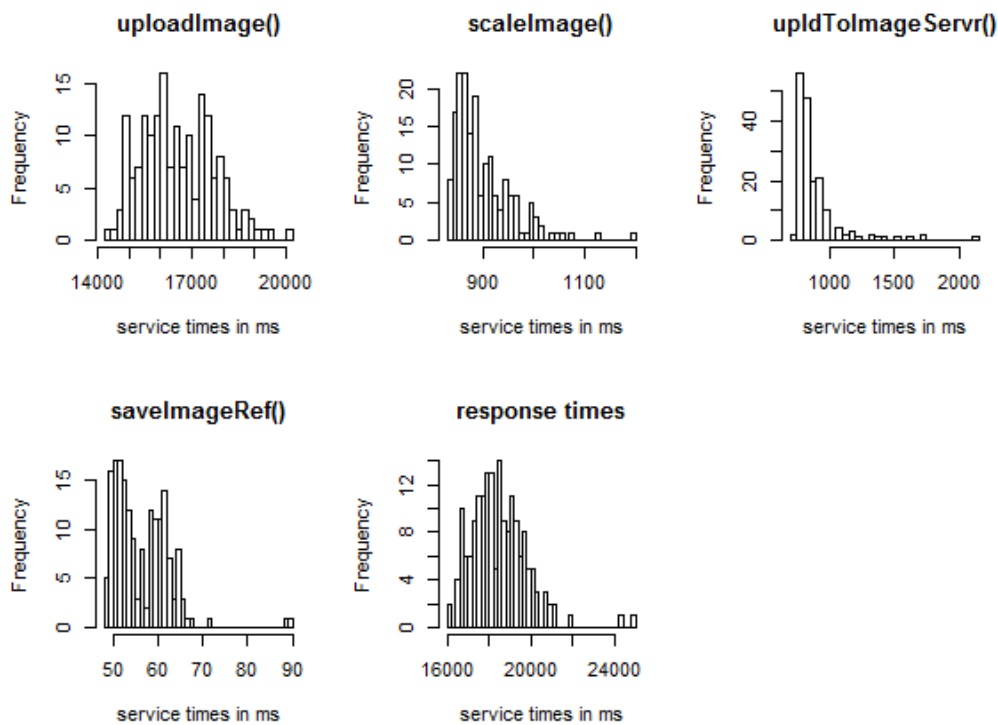 uploadImage()
Frequency
0 5 10 15
14000 17000 20000
service times in ms
scaleImage()
Frequency
0 5 10 15 20
900 1100
service times in ms
upldToImageServr()
Frequency
0 20 40
1000 1500 2000
service times in ms
saveImageRef()
Frequency
0 5 10 15
50 60 70 80 90
service times in ms
response times
Frequency
0 4 8 12
16000 20000 24000
service times in ms